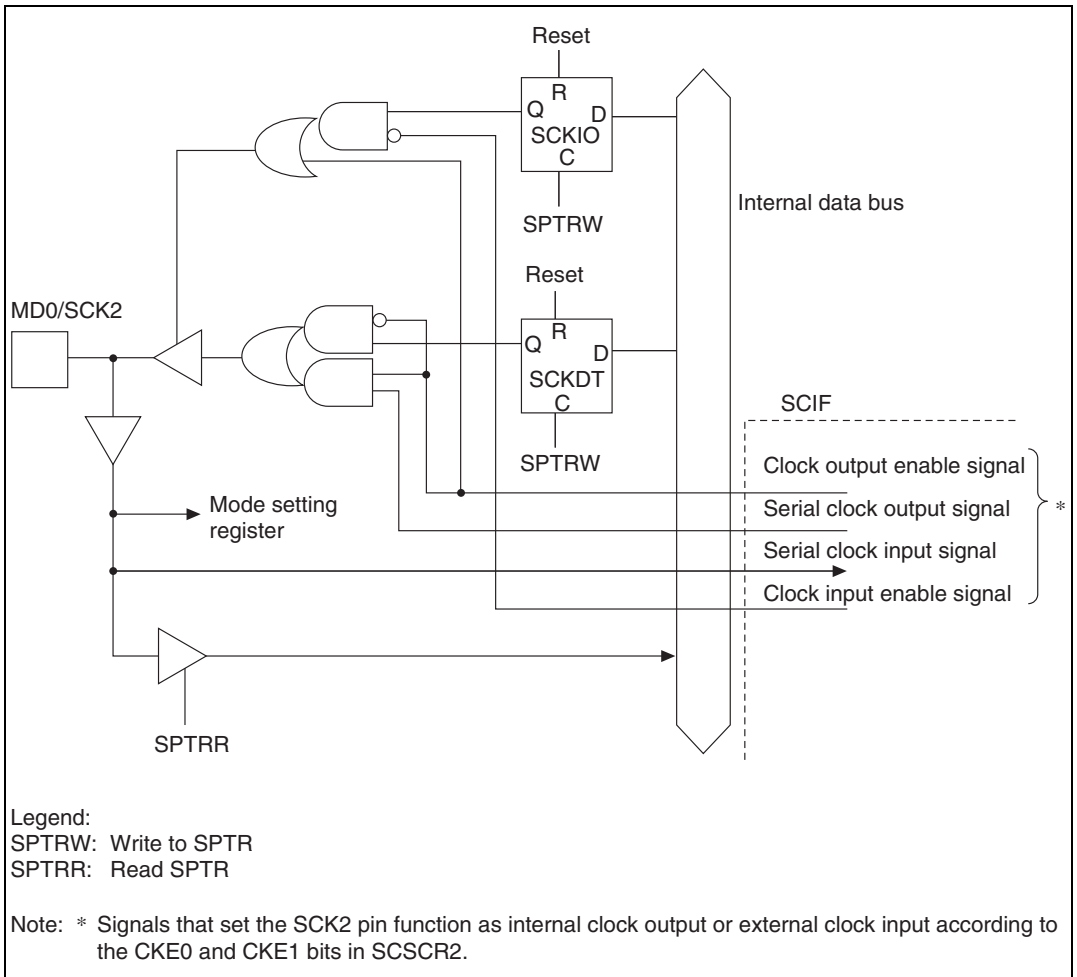 Reset
R
Q
D
SCKIO
C
SPTRW
Internal data bus
Reset
MD0/SCK2
R
Q
D
SCKDT
C
SPTRW
SCIF
Clock output enable signal
Serial clock output signal
*
Mode setting
register
Serial clock input signal
Clock input enable signal
SPTRR
Legend:
SPTRW: Write to SPTR
SPTRR: Read SPTR
Note: * Signals that set the SCK2 pin function as internal clock output or external clock input according to
the CKE0 and CKE1 bits in SCSCR2.